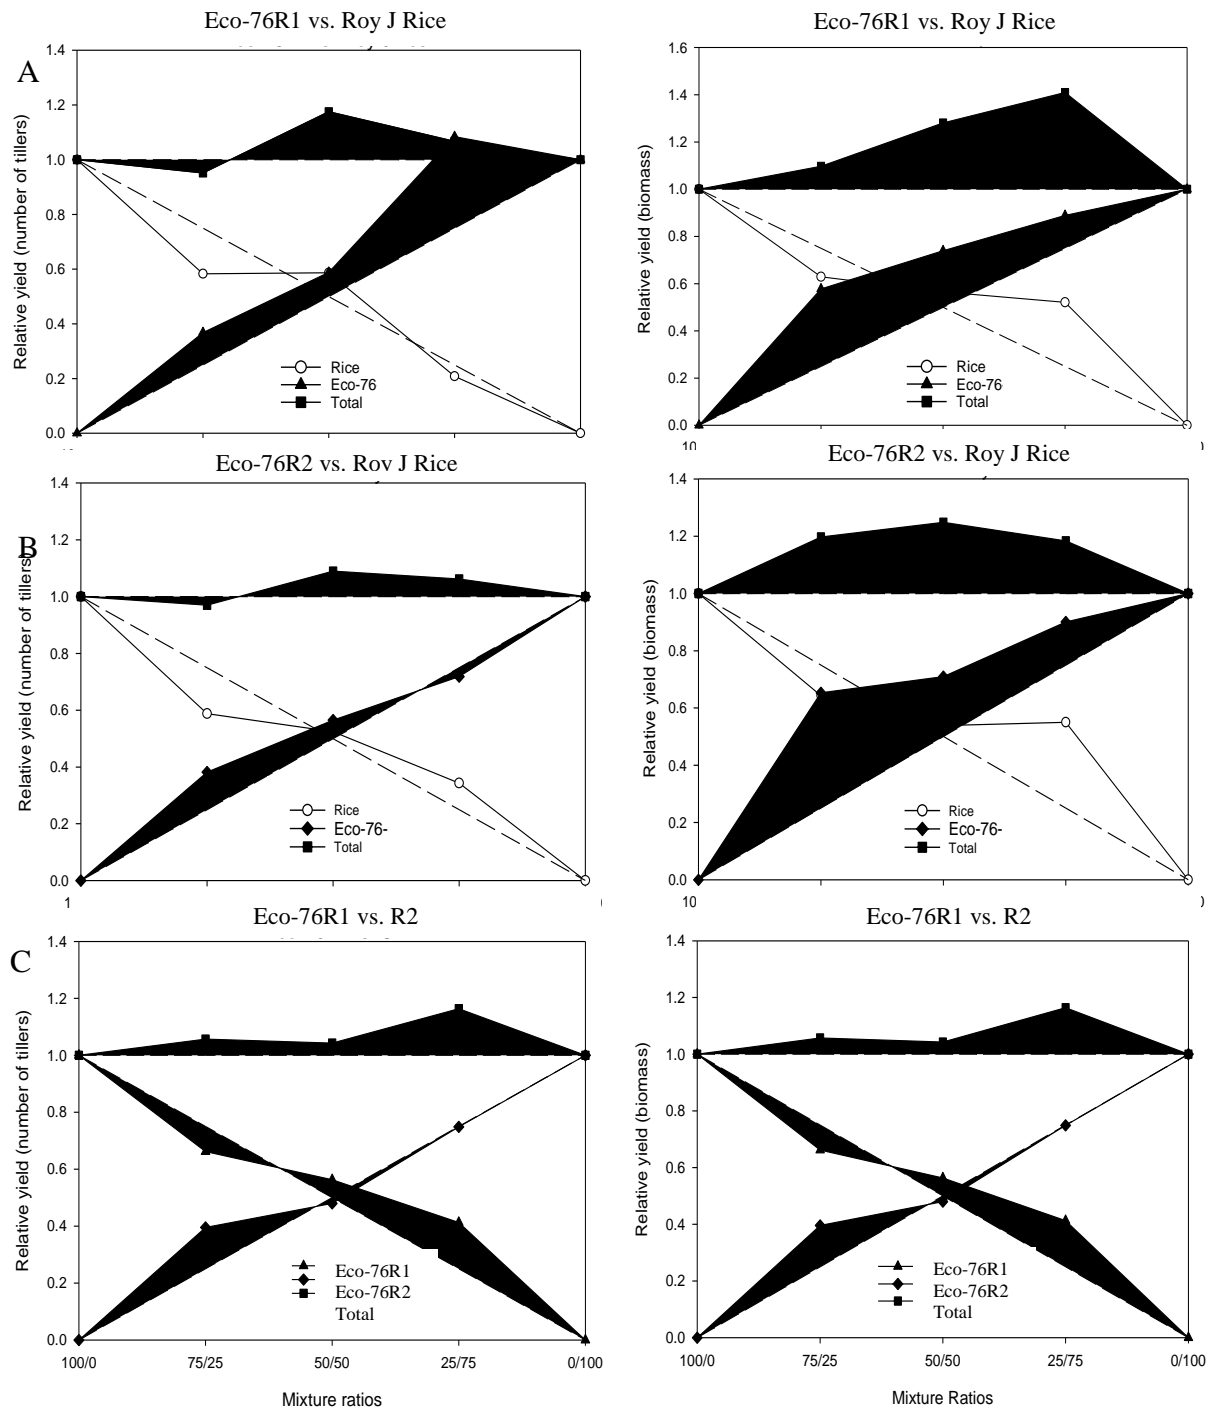 Eco-76R1 vs. Roy J Rice
A
Relative yield (number of tillers)
1.4
1.2
1.0
0.8
0.6
0.4
0.2
0.0
Rice
Eco-76
Total
Eco-76R1 vs. Roy J Rice
Relative yield (biomass)
1.6
1.4
1.2
1.0
0.8
0.6
0.4
0.2
0.0
10
0
Rice
Eco-76
Total
Eco-76R2 vs. Rov J Rice
B
Relative yield (number of tillers)
1.4
1.2
1.0
0.8
0.6
0.4
0.2
0.0
1
Rice
Eco-76-
Total
Eco-76R2 vs. Roy J Rice
Relative yield (biomass)
1.4
1.2
1.0
0.8
0.6
0.4
0.2
0.0
10
0
Rice
Eco-76-
Total
Eco-76R1 vs. R2
C
Relative yield (number of tillers)
1.4
1.2
1.0
0.8
0.6
0.4
0.2
0.0
Eco-76R1
Eco-76R2
Total
100/0 75/25 50/50 25/75 0/100
Mixture ratios
Eco-76R1 vs. R2
Relative yield (biomass)
1.4
1.2
1.0
0.8
0.6
0.4
0.2
0.0
Eco-76R1
Eco-76R2
Total
100/0 75/25 50/50 25/75 0/100
Mixture Ratios